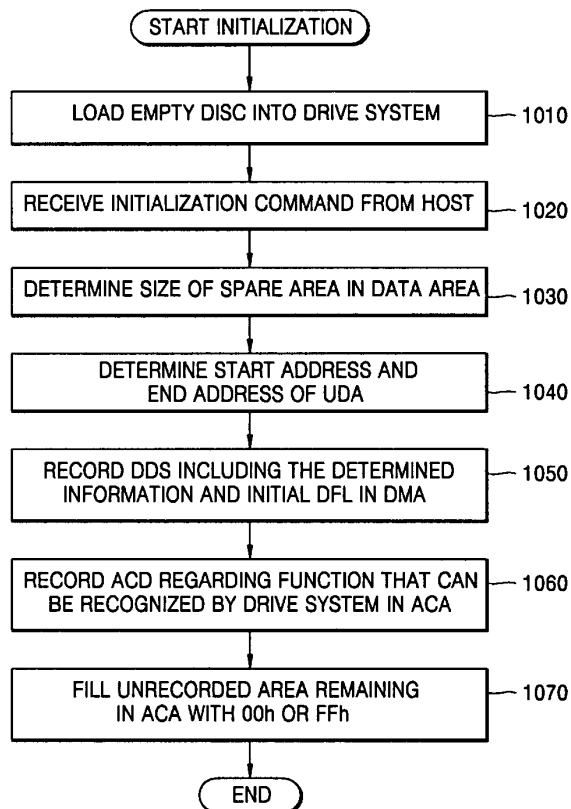 START INITIALIZATION
LOAD EMPTY DISC INTO DRIVE SYSTEM
1010
RECEIVE INITIALIZATION COMMAND FROM HOST
1020
DETERMINE SIZE OF SPARE AREA IN DATA AREA
1030
DETERMINE START ADDRESS AND
END ADDRESS OF UDA
1040
RECORD DDS INCLUDING THE DETERMINED
INFORMATION AND INITIAL DFL IN DMA
1050
RECORD ACD REGARDING FUNCTION THAT CAN
BE RECOGNIZED BY DRIVE SYSTEM IN ACA
1060
FILL UNRECORDED AREA REMAINING
IN ACA WITH 00h OR FFh
1070
END